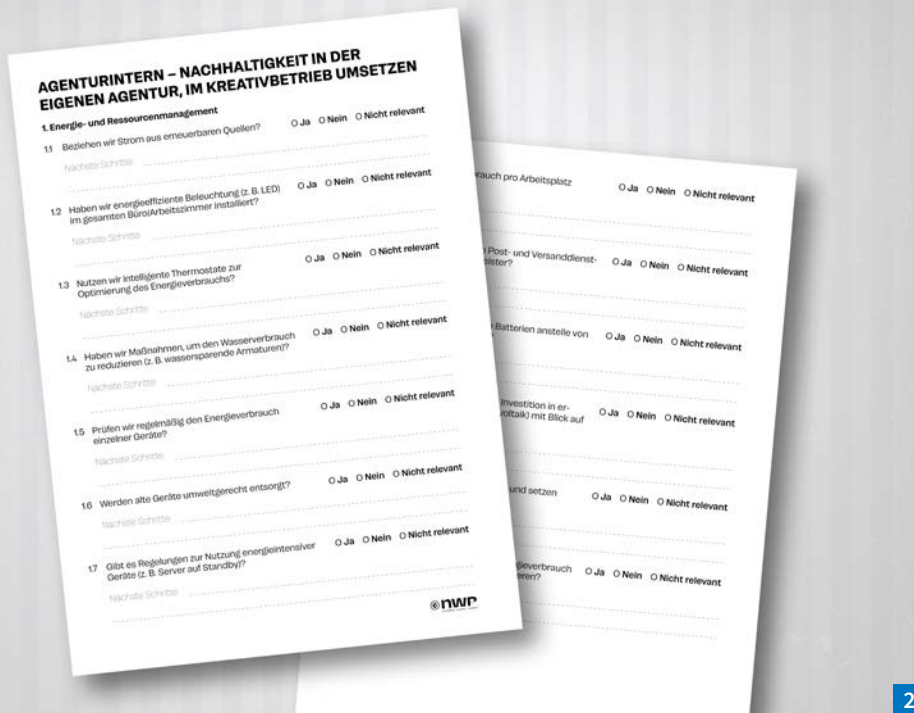 AGENTURINTERN – NACHHALTIGKEIT IN DER
EIGENEN AGENTUR, IM KREATIVBETRIEB UMSETZEN
1. Energie- und Ressourcenmanagement
1.1 Beziehen wir Strom aus erneuerbaren Quellen? O Ja O Nein O Nicht relevant
Nächste Schritte
1.2 Haben wir energieeffiziente Beleuchtung (z. B. LED) O Ja O Nein O Nicht relevant
im gesamten Büro/Arbeitszimmer installiert?
Nächste Schritte
1.3 Nutzen wir intelligente Thermostate zur O Ja O Nein O Nicht relevant
Optimierung des Energieverbrauchs?
Nächste Schritte
1.4 Haben wir Maßnahmen, um den Wasserverbrauch O Ja O Nein O Nicht relevant
zu reduzieren (z. B. wassersparende Armaturen)?
Nächste Schritte
1.5 Prüfen wir regelmäßig den Energieverbrauch O Ja O Nein O Nicht relevant
einzelner Geräte?
Nächste Schritte
1.6 Werden alte Geräte umweltgerecht entsorgt? O Ja O Nein O Nicht relevant
Nächste Schritte
1.7 Gibt es Regelungen zur Nutzung energieintensiver O Ja O Nein O Nicht relevant
Geräte (z. B. Server auf Standby)?
Nächste Schritte
nwp
rauch pro Arbeitsplatz O Ja O Nein O Nicht relevant
Post- und Versanddienst- O Ja O Nein O Nicht relevant
eister?
Batterien anstelle von O Ja O Nein O Nicht relevant
Investition in er- O Ja O Nein O Nicht relevant
voltaik) mit Blick auf
und setzen O Ja O Nein O Nicht relevant
gieverbrauch O Ja O Nein O Nicht relevant
eren?
2